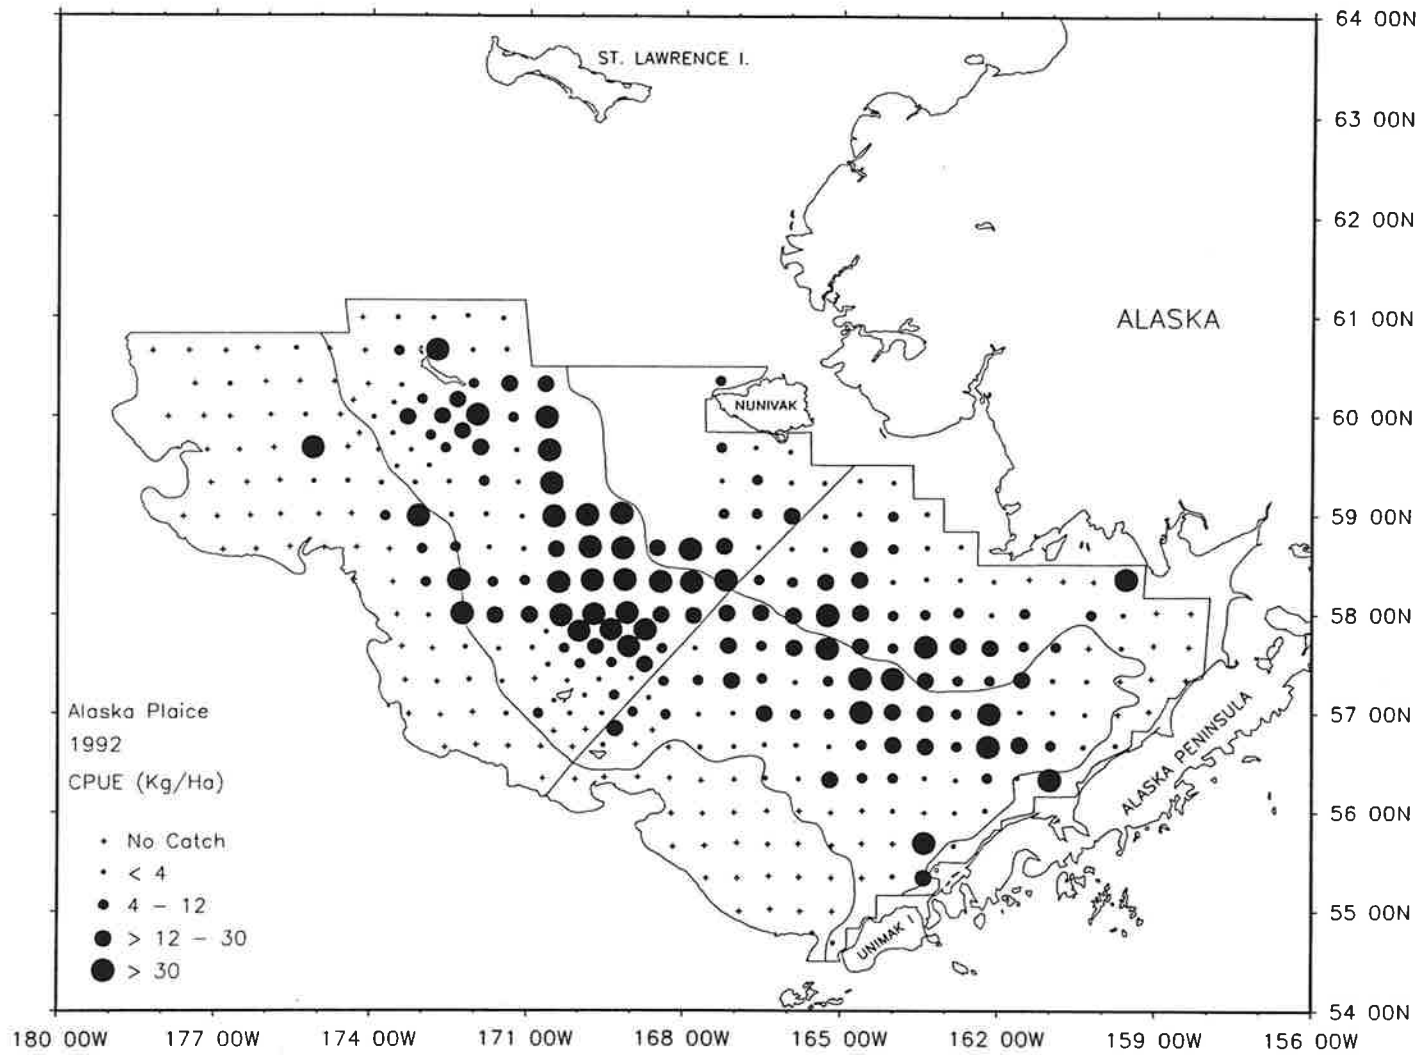 64 00N
ST. LAWRENCE I.
63 00N
62 00N
ALASKA
61 00N
NUNIVAK
60 00N
59 00N
58 00N
Alaska Plaice
1992
CPUE (Kg/Ha)
57 00N
ALASKA PENINSULA
56 00N
No Catch
< 4
4 - 12
> 12 - 30
> 30
55 00N
UNIMAK I
54 00N
180 00W 177 00W 174 00W 171 00W 168 00W 165 00W 162 00W 159 00W 156 00W